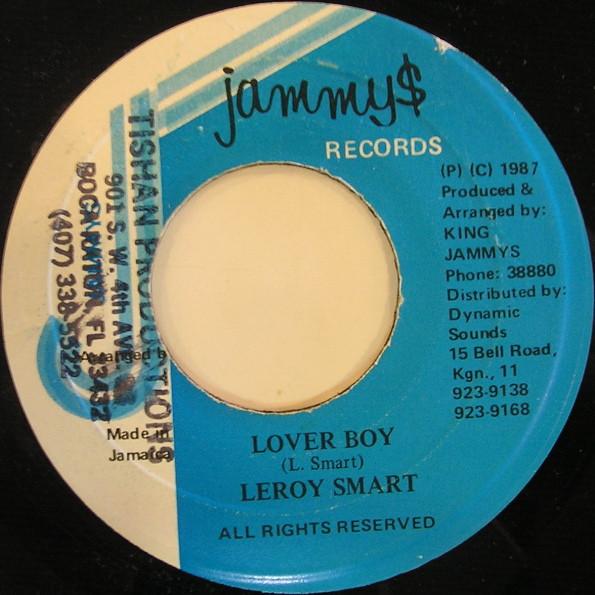 jammy$
RECORDS
(P) (C) 1987
Produced &
Arranged by:
KING
JAMMYS
Phone: 38880
Distributed by:
Dynamic
Sounds
15 Bell Road,
Kgn., 11
923-9138
923-9168
TISHAN PRODUCTIONS
901 S. W. 4th AVE.
BOCA RATON, FL 33432
(407) 338-5522
Arranged b
Made in
Jamaica
LOVER BOY
(L. Smart)
LEROY SMART
ALL RIGHTS RESERVED